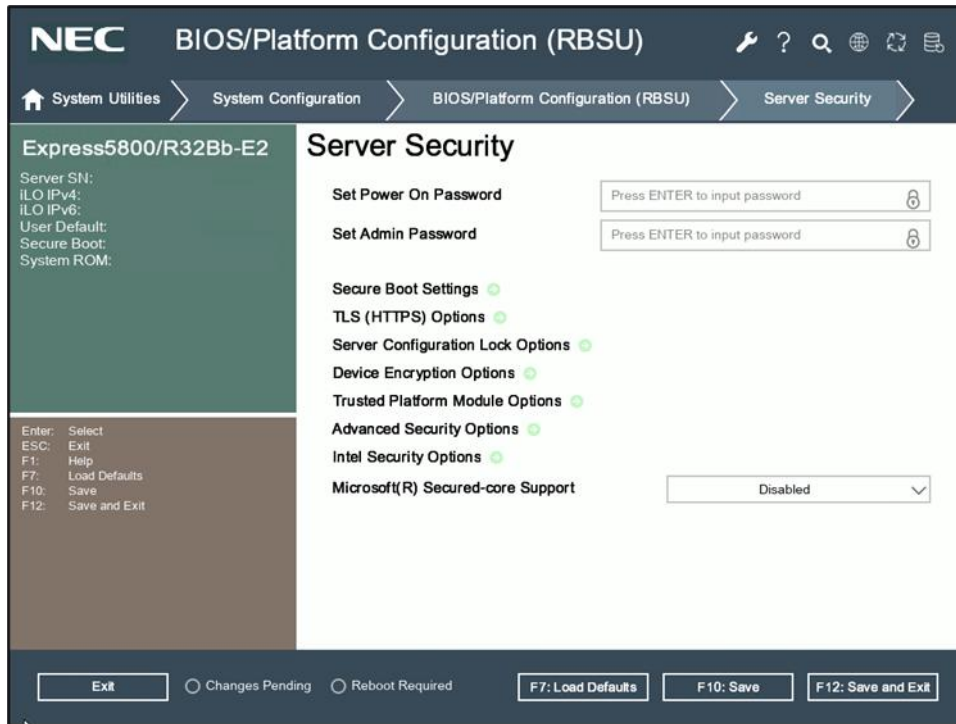 NEC BIOS/Platform Configuration (RBSU)
System Utilities System Configuration BIOS/Platform Configuration (RBSU) Server Security
Express5800/R32Bb-E2
Server SN:
iLO IPv4:
iLO IPv6:
User Default:
Secure Boot:
System ROM:
Enter: Select
ESC: Exit
F1: Help
F7: Load Defaults
F10: Save
F12: Save and Exit
Server Security
Set Power On Password Press ENTER to input password
Set Admin Password Press ENTER to input password
Secure Boot Settings
TLS (HTTPS) Options
Server Configuration Lock Options
Device Encryption Options
Trusted Platform Module Options
Advanced Security Options
Intel Security Options
Microsoft(R) Secured-core Support Disabled
Exit Changes Pending Reboot Required F7: Load Defaults F10: Save F12: Save and Exit